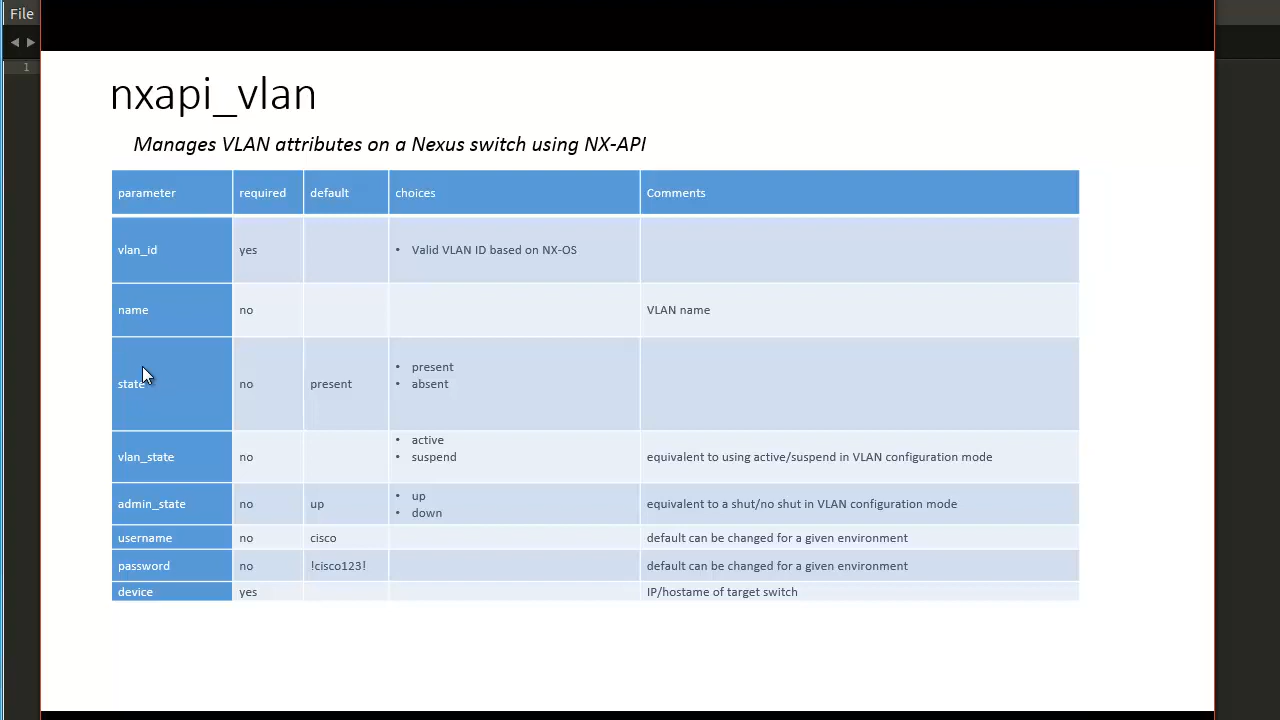 File
1
nxapi_vlan
Manages VLAN attributes on a Nexus switch using NX-API
parameter required default choices Comments
vlan_id yes • Valid VLAN ID based on NX-OS
name no VLAN name
state no present • present
• absent
vlan_state no • active
• suspend equivalent to using active/suspend in VLAN configuration mode
admin_state no up • up
• down equivalent to a shut/no shut in VLAN configuration mode
username no cisco default can be changed for a given environment
password no !cisco123! default can be changed for a given environment
device yes IP/hostame of target switch